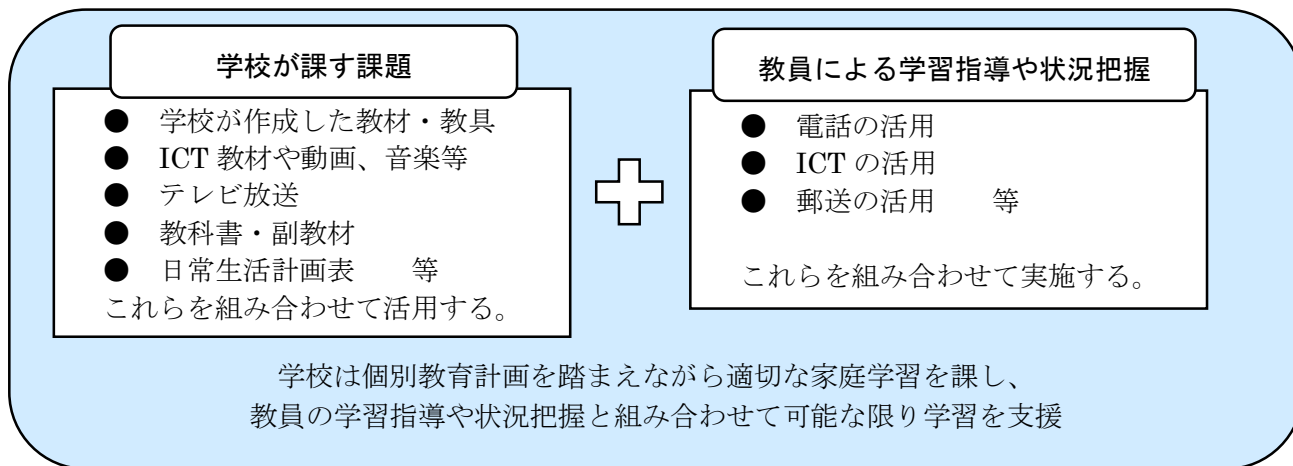 学校が課す課題
● 学校が作成した教材・教具
● ICT 教材や動画、音楽等
● テレビ放送
● 教科書・副教材
● 日常生活計画表　　等
これらを組み合わせて活用する。
教員による学習指導や状況把握
● 電話の活用
● ICT の活用
● 郵送の活用　　等
これらを組み合わせて実施する。
学校は個別教育計画を踏まえながら適切な家庭学習を課し、
教員の学習指導や状況把握と組み合わせて可能な限り学習を支援